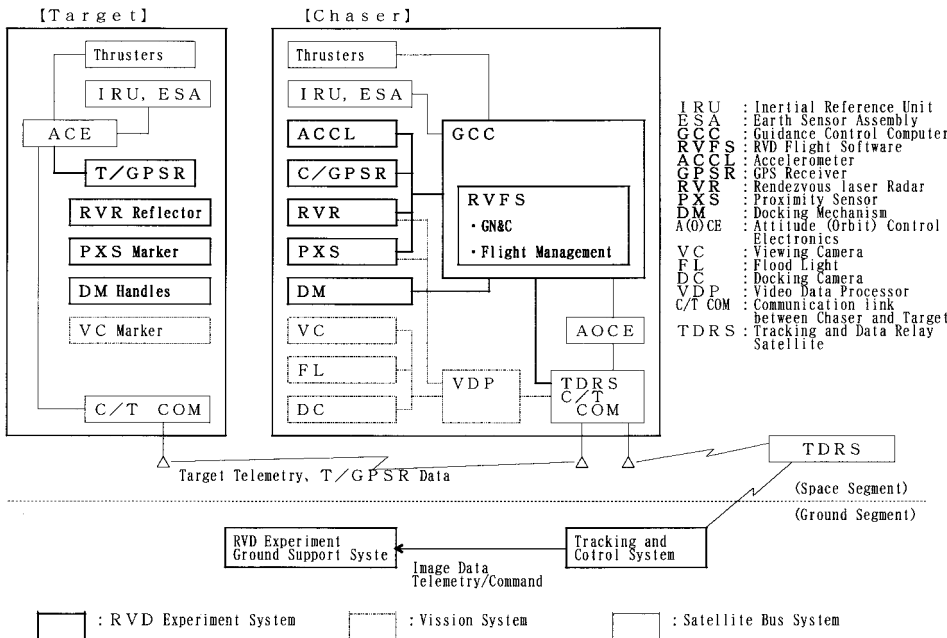 [Target]
Thrusters
IRU, ESA
ACE
T/GPSR
RVR Reflector
PXS Marker
DM Handles
VC Marker
C/T COM
[Chaser]
Thrusters
IRU, ESA
ACCL
C/GPSR
RVR
PXS
DM
VC
FL
DC
GCC
RVFS
・GN&C
・Flight Management
AOCE
VDP
TDRS
C/T
COM
IRU : Inertial Reference Unit
ESA : Earth Sensor Assembly
GCC : Guidance Control Computer
RVFS : RVD Flight Software
ACCL : Accelerometer
GPSR : GPS Receiver
RVR : Rendezvous laser Radar
PXS : Proximity Sensor
DM : Docking Mechanism
A(O)CE : Attitude (Orbit) Control
Electronics
VC : Viewing Camera
FL : Flood Light
DC : Docking Camera
VDP : Video Data Processor
C/T COM : Communication link
between Chaser and Target
TDRS : Tracking and Data Relay
Satellite
Target Telemetry、T/GPSR Data
TDRS
(Space Segment)
(Ground Segment)
RVD Experiment
Ground Support Syste
Tracking and
Cotrol System
Image Data
Telemetry/Command
: RVD Experiment System
: Vission System
: Satellite Bus System